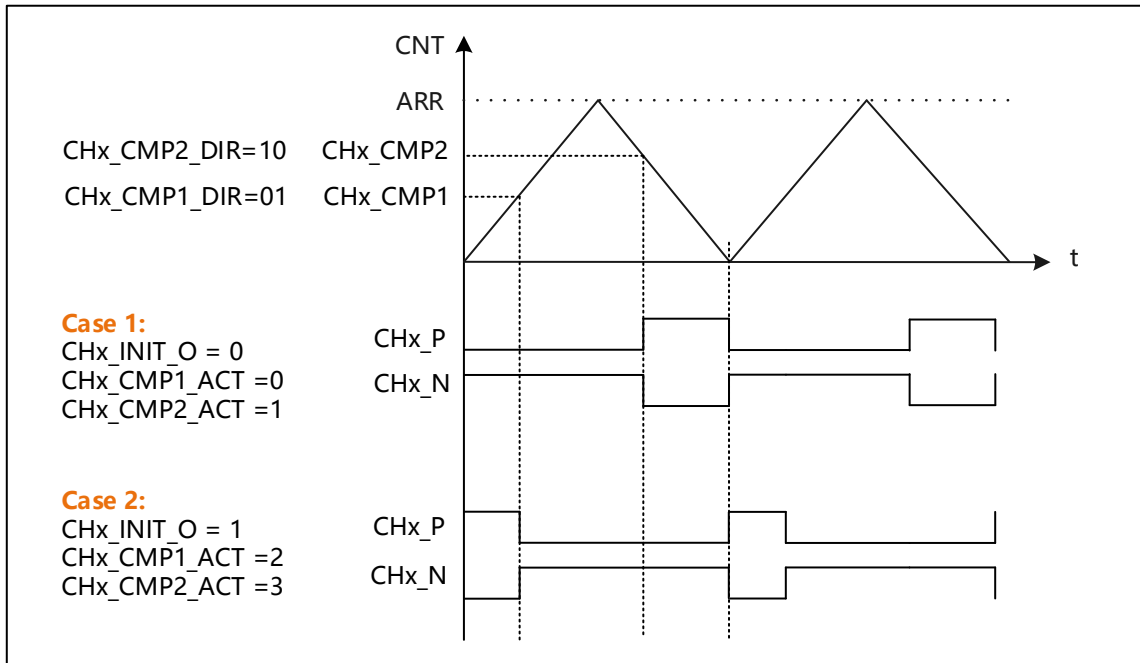 CNT
ARR
CHx_CMP2_DIR=10 CHx_CMP2
CHx_CMP1_DIR=01 CHx_CMP1
t
Case 1:
CHx_INIT_O = 0
CHx_CMP1_ACT =0
CHx_CMP2_ACT =1
CHx_P
CHx_N
Case 2:
CHx_INIT_O = 1
CHx_CMP1_ACT =2
CHx_CMP2_ACT =3
CHx_P
CHx_N